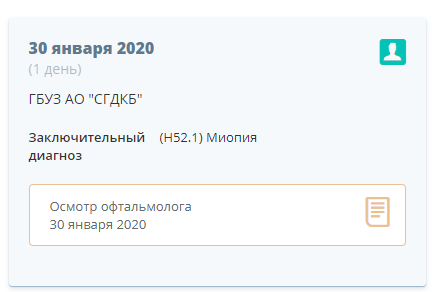 30 января 2020
(1 день)
ГБУЗ АО "СГДКБ"
Заключительный (H52.1) Миопия
диагноз
Осмотр офтальмолога
30 января 2020